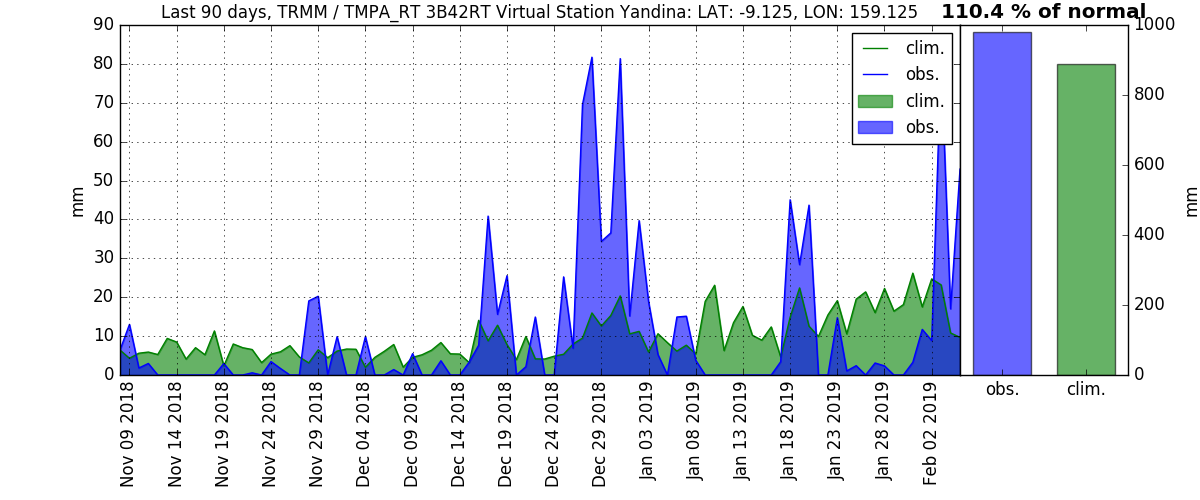 Last 90 days, TRMM / TMPA_RT 3B42RT Virtual Station Yandina: LAT: -9.125, LON: 159.125
110.4 % of normal
90
80
70
60
50
40
30
20
10
0
mm
clim.
obs.
clim.
obs.
1000
800
600
400
200
0
mm
Nov 09 2018
Nov 14 2018
Nov 19 2018
Nov 24 2018
Nov 29 2018
Dec 04 2018
Dec 09 2018
Dec 14 2018
Dec 19 2018
Dec 24 2018
Dec 29 2018
Jan 03 2019
Jan 08 2019
Jan 13 2019
Jan 18 2019
Jan 23 2019
Jan 28 2019
Feb 02 2019
obs.
clim.